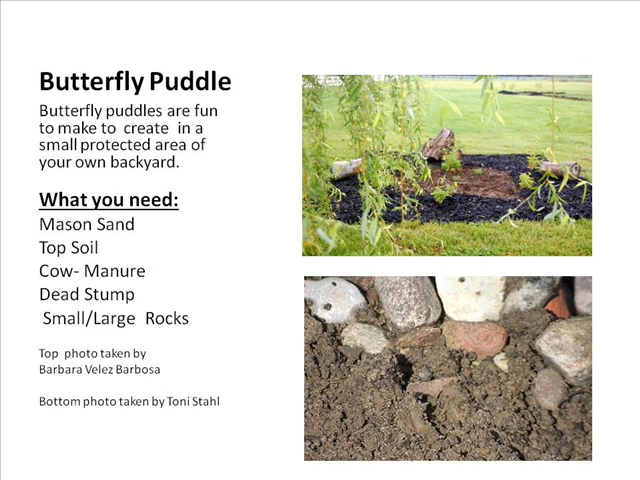 Butterfly Puddle
Butterfly puddles are fun
to make to create in a
small protected area of
your own backyard.
What you need:
Mason Sand
Top Soil
Cow- Manure
Dead Stump
Small/Large Rocks
Top photo taken by
Barbara Velez Barbosa
Bottom photo taken by Toni Stahl